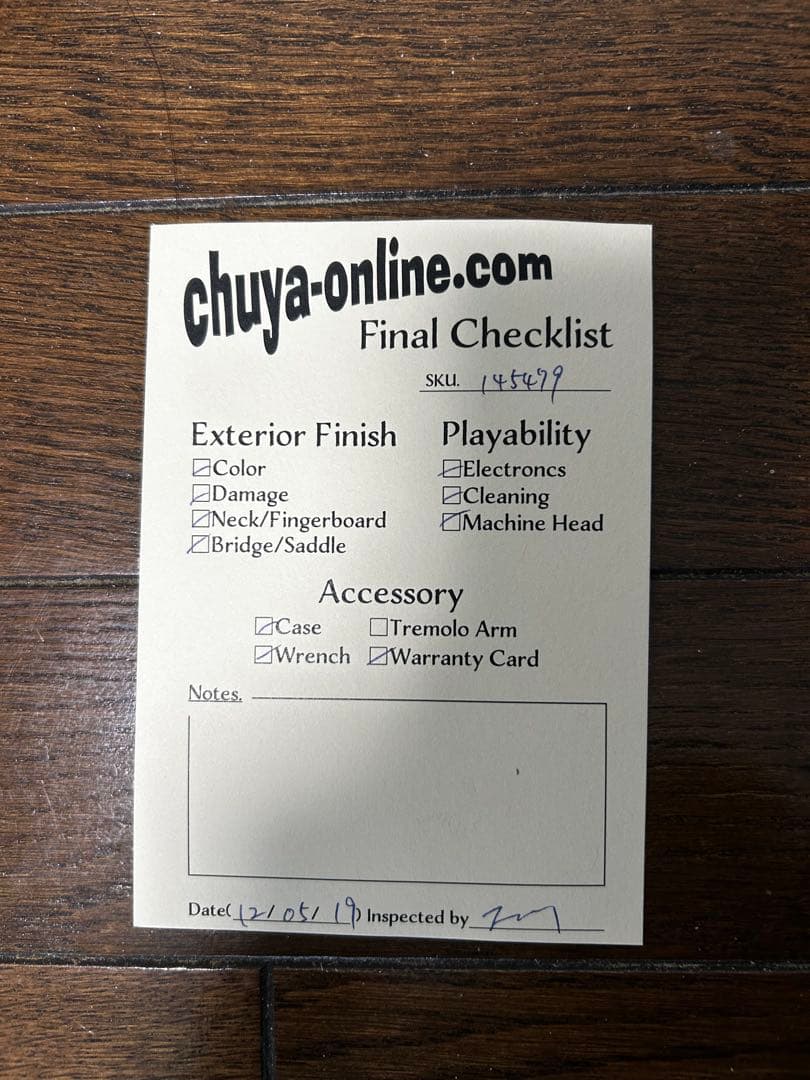 chuya-online.com
Final Checklist
SKU. 145479
Exterior Finish
Color
Damage
Neck/Fingerboard
Bridge/Saddle
Playability
Electroncs
Cleaning
Machine Head
Accessory
Case Tremolo Arm
Wrench Warranty Card
Notes.
Date(12/05/19) Inspected by